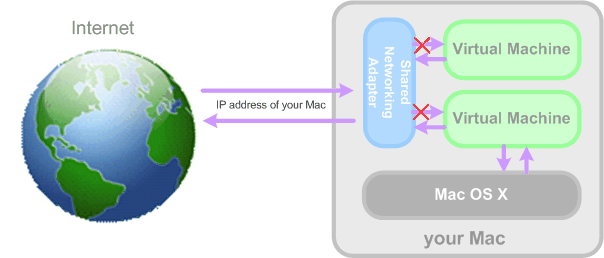 Internet
IP address of your Mac
Shared
Networking
Adapter
Virtual Machine
Virtual Machine
Mac OS X
your Mac